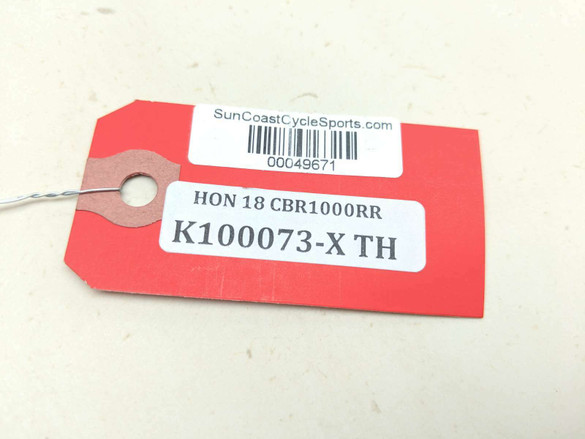 SunCoastCycleSports.com
00049671
HON 18 CBR1000RR
K100073-X TH